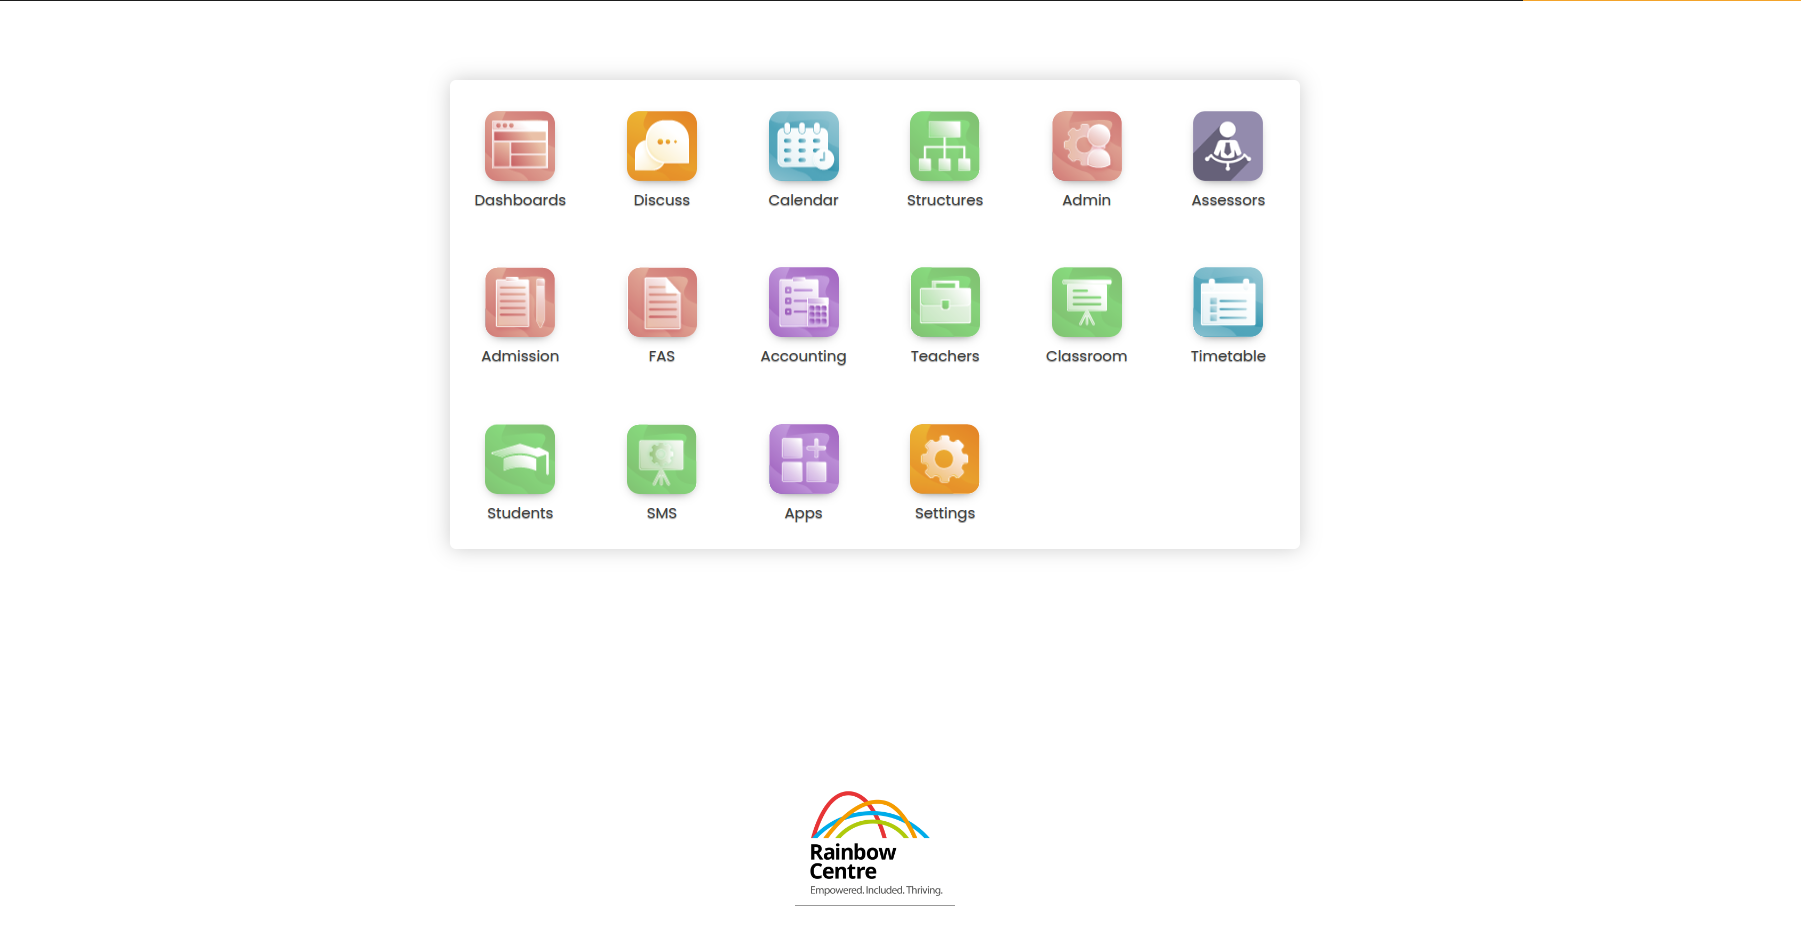 Dashboards
Discuss
Calendar
Structures
Admin
Assessors
Admission
FAS
Accounting
Teachers
Classroom
Timetable
Students
SMS
Apps
Settings
Rainbow
Centre
Empowered. Included. Thriving.